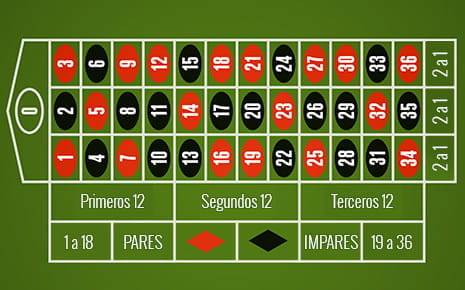 3 6 9 12 15 18 21 24 27 30 33 36 2 a 1
0 2 5 8 11 14 17 20 23 26 29 32 35 2 a 1
1 4 7 10 13 16 19 22 25 28 31 34 2 a 1
Primeros 12 Segundos 12 Terceros 12
1 a 18 PARES IMPARES 19 a 36